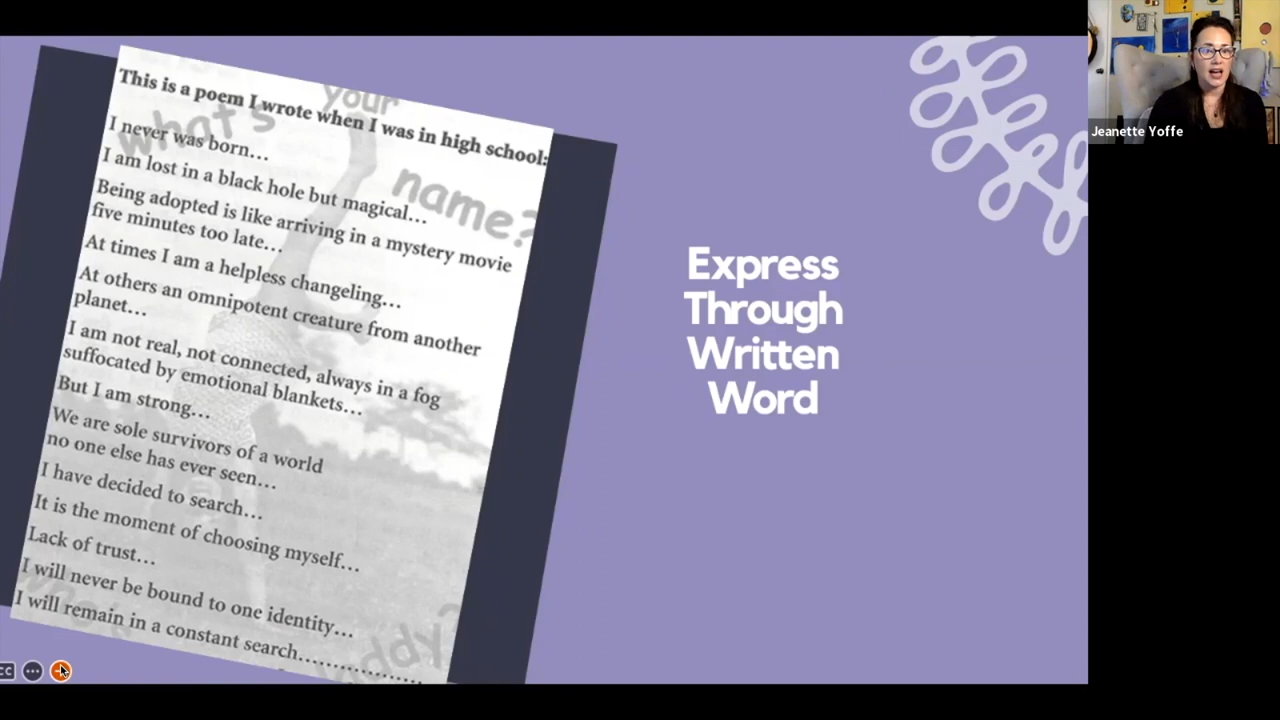 This is a poem I wrote when I was in high school:
I never was born…
I am lost in a black hole but magical…
Being adopted is like arriving in a mystery movie
five minutes too late…
At times I am a helpless changeling…
At others an omnipotent creature from another
planet…
I am not real, not connected, always in a fog
suffocated by emotional blankets…
But I am strong…
We are sole survivors of a world
no one else has ever seen…
I have decided to search…
It is the moment of choosing myself…
Lack of trust…
I will never be bound to one identity…
I will remain in a constant search.....................
what's
your
name?
Express
Through
Written
Word
Jeanette Yoffe
CC